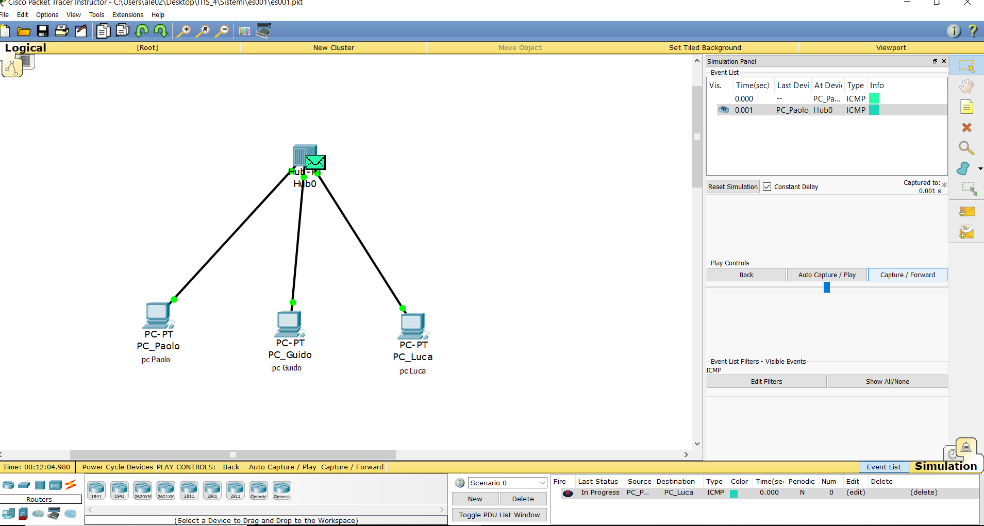 Cisco Packet Tracer Instructor - C:\Users\ale02\Desktop\ITIS_4\Sistemi\es001\es001.pkt
File Edit Options View Tools Extensions Help
Logical [Root] New Cluster Move Object Set Tiled Background Viewport
Simulation Panel
Event List
Vis. Time(sec) Last Devi At Devic Type Info
0.000 -- PC_Pa... ICMP
0.001 PC_Paolo Hub0 ICMP
Reset Simulation Constant Delay Captured to: *
0.001 s
Play Controls
Back Auto Capture / Play Capture / Forward
Event List Filters - Visible Events
ICMP
Edit Filters Show All/None
Hub0
PC-PT
PC_Paolo
pc Paolo
PC-PT
PC_Guido
pc Guido
PC-PT
PC_Luca
pc Luca
Time: 00:12:04.980 Power Cycle Devices PLAY CONTROLS: Back Auto Capture / Play Capture / Forward Event List Simulation
Routers
1841 1941 2620XM 2621XM 2811 2901 2911 Generic Generic
(Select a Device to Drag and Drop to the Workspace)
Scenario 0
New Delete
Toggle PDU List Window
Fire Last Status Source Destination Type Color Time(sec Periodic Num Edit Delete
In Progress PC_P... PC_Luca ICMP 0.000 N 0 (edit) (delete)